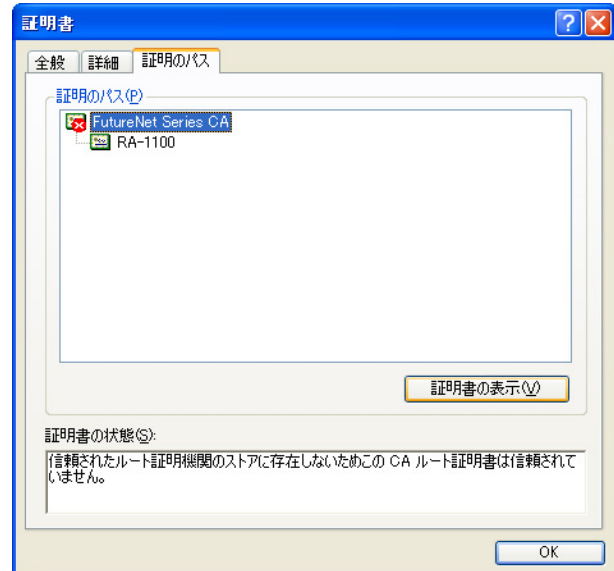 証明書
全般 詳細 証明のパス
証明のパス(P)
FutureNet Series CA
RA-1100
証明書の表示(V)
証明書の状態(S):
信頼されたルート証明機関のストアに存在しないためこの CA ルート証明書は信頼されて
いません。
OK